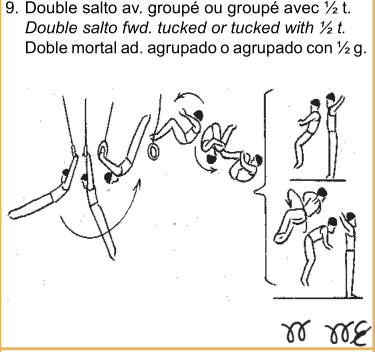 9. Double salto av. groupé ou groupé avec ½ t.
Double salto fwd. tucked or tucked with ½ t.
Doble mortal ad. agrupado o agrupado con ½ g.